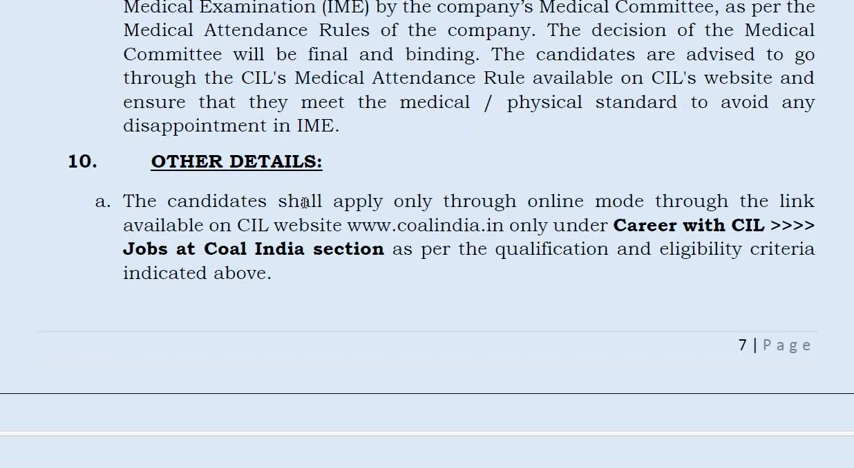 Medical Examination (IME) by the company's Medical Committee, as per the
Medical Attendance Rules of the company. The decision of the Medical
Committee will be final and binding. The candidates are advised to go
through the CIL's Medical Attendance Rule available on CIL's website and
ensure that they meet the medical / physical standard to avoid any
disappointment in IME.
10. OTHER DETAILS:
a. The candidates shall apply only through online mode through the link
available on CIL website www.coalindia.in only under Career with CIL >>>>
Jobs at Coal India section as per the qualification and eligibility criteria
indicated above.
7 | Page